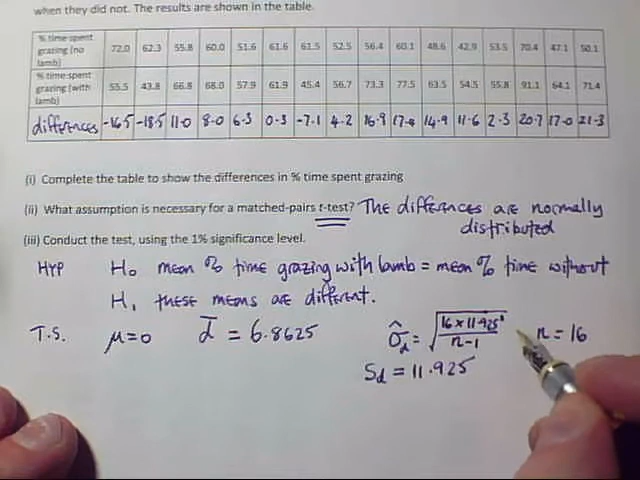 when they did not. The results are shown in the table.
% time spent grazing (no lamb) 72.0 62.3 55.8 60.0 51.6 61.6 61.5 52.5 56.4 60.1 48.6 42.9 53.5 70.4 47.1 50.1
% time spent grazing (with lamb) 55.5 43.8 66.8 68.0 57.9 61.9 45.4 56.7 73.3 77.5 63.5 54.5 55.8 91.1 64.1 71.4
differences -16.5 -18.5 11.0 8.0 6.3 0.3 -7.1 4.2 16.9 17.4 14.9 11.6 2.3 20.7 17.0 21.3
(i) Complete the table to show the differences in % time spent grazing
(ii) What assumption is necessary for a matched-pairs t-test? The differences are normally
distributed
(iii) Conduct the test, using the 1% significance level.
HYP H₀ mean % time grazing with lamb = mean % time without
H₁ these means are different.
T.S. μ=0 d̄ = 6.8625 σ̂d = √(16 × 11.925² / n-1) n = 16
Sd = 11.925